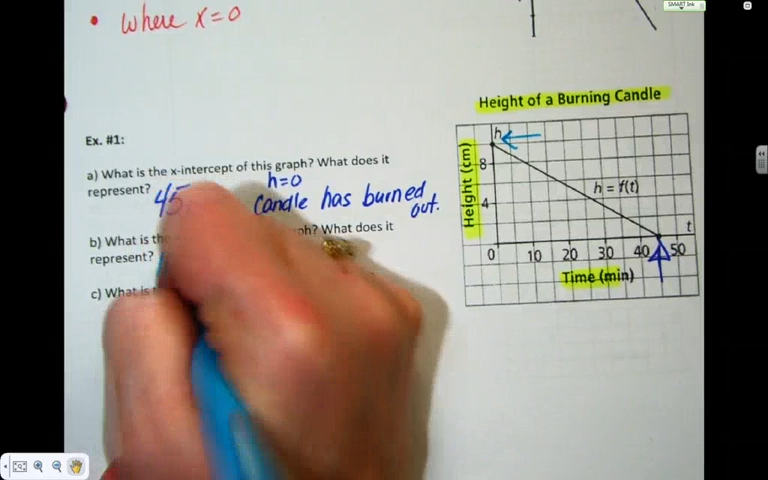 SMART Ink
• where x=0
Height of a Burning Candle
Ex. #1:
a) What is the x-intercept of this graph? What does it
represent? 45 h=0
Candle has burned
out.
b) What is the ph? What does it
represent?
c) What is
h
Height (cm)
8
4
h = f(t)
t
0 10 20 30 40 50
Time (min)